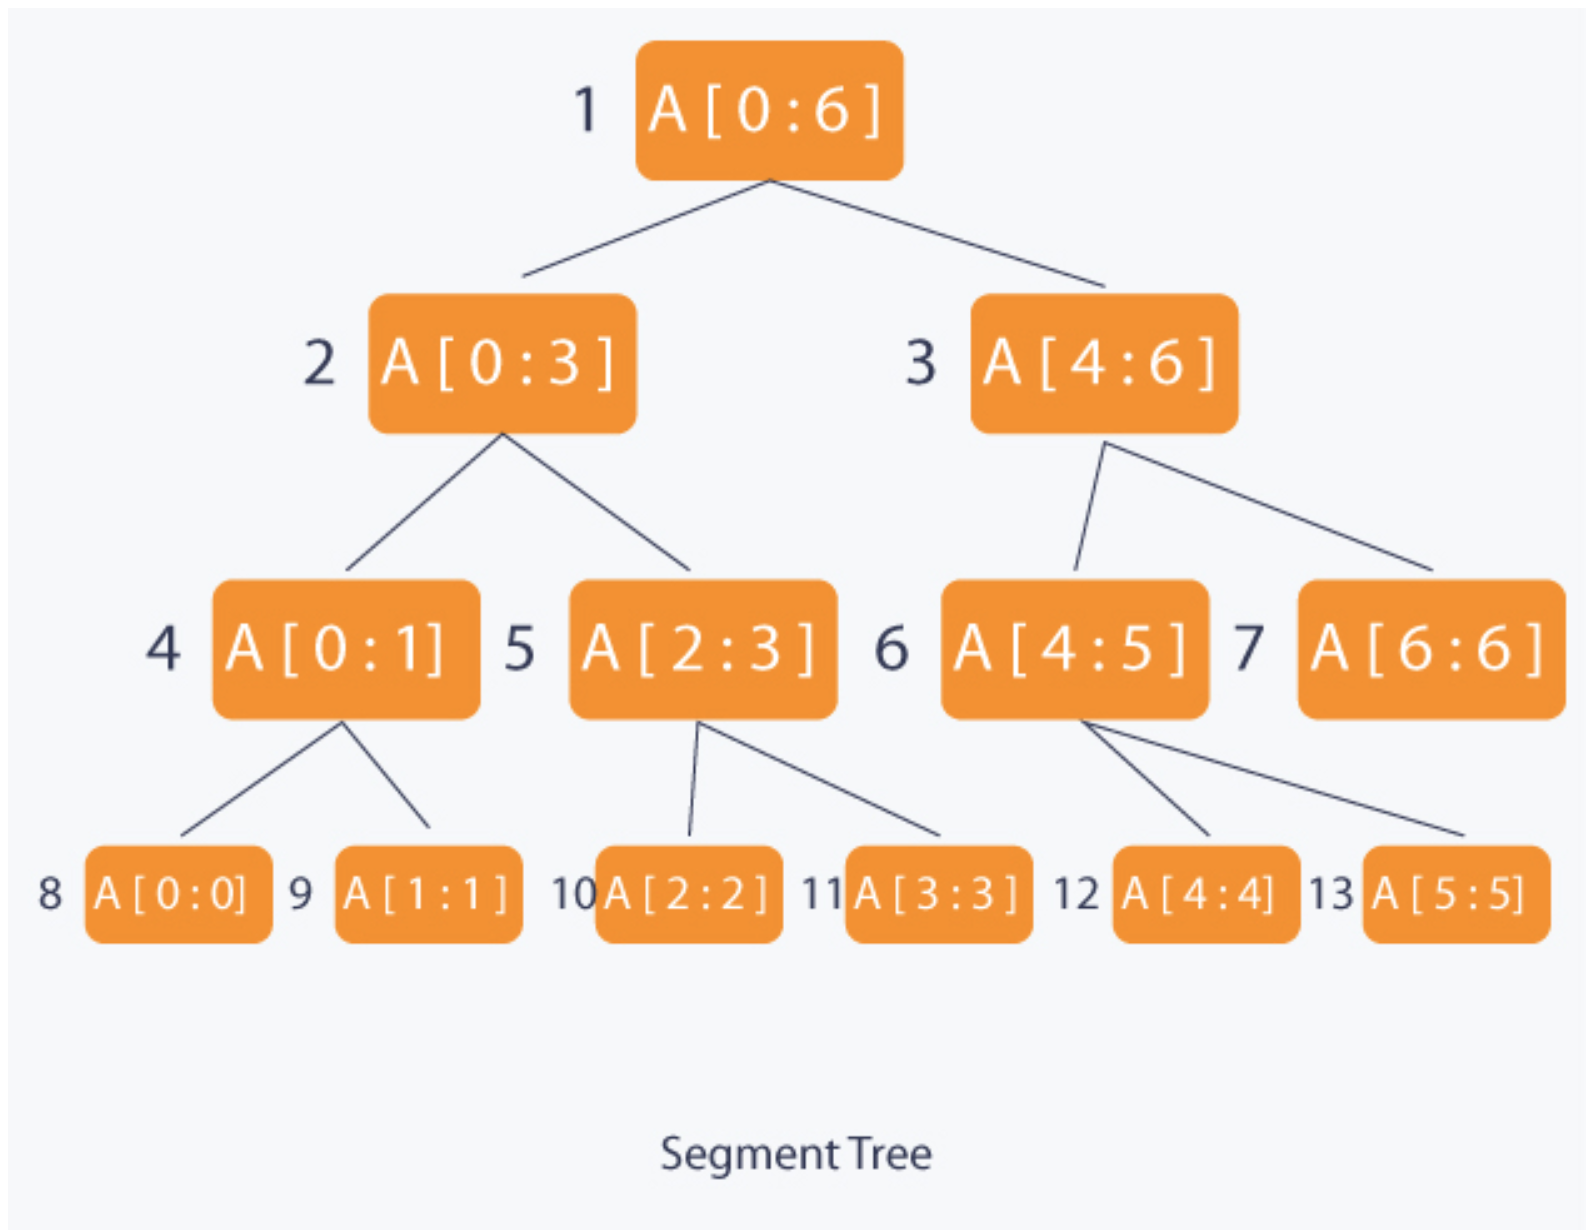 1 A [ 0 : 6 ]
2 A [ 0 : 3 ] 3 A [ 4 : 6 ]
4 A [ 0 : 1] 5 A [ 2 : 3 ] 6 A [ 4 : 5 ] 7 A [ 6 : 6 ]
8 A [ 0 : 0] 9 A [ 1 : 1 ] 10 A [ 2 : 2 ] 11 A [ 3 : 3 ] 12 A [ 4 : 4] 13 A [ 5 : 5]
Segment Tree